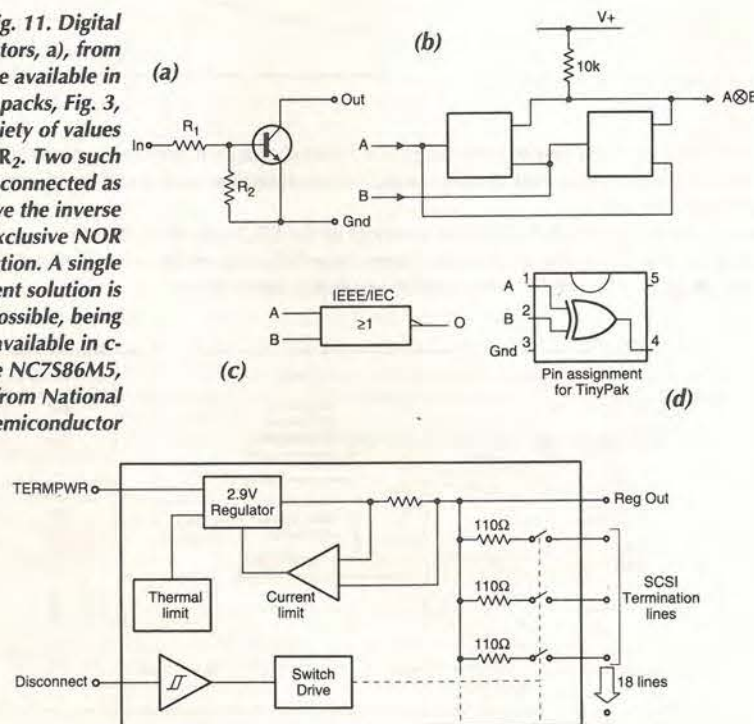 ig. 11. Digital
tors, a), from
e available in
packs, Fig. 3,
iety of values
R₂. Two such
connected as
ve the inverse
xclusive NOR
ction. A single
ent solution is
ossible, being
vailable in c-
e NC7S86M5,
from National
emiconductor
(a)
In
R₁
R₂
Out
Gnd
(b)
V+
10k
A
B
A⊗B
IEEE/IEC
A
B
≥1
O
(c)
1
A
2
B
3
Gnd
5
4
Pin assignment
for TinyPak
(d)
TERMPWR
2.9V
Regulator
Reg Out
110Ω
110Ω
110Ω
Thermal
limit
Current
limit
SCSI
Termination
lines
18 lines
Disconnect
Switch
Drive